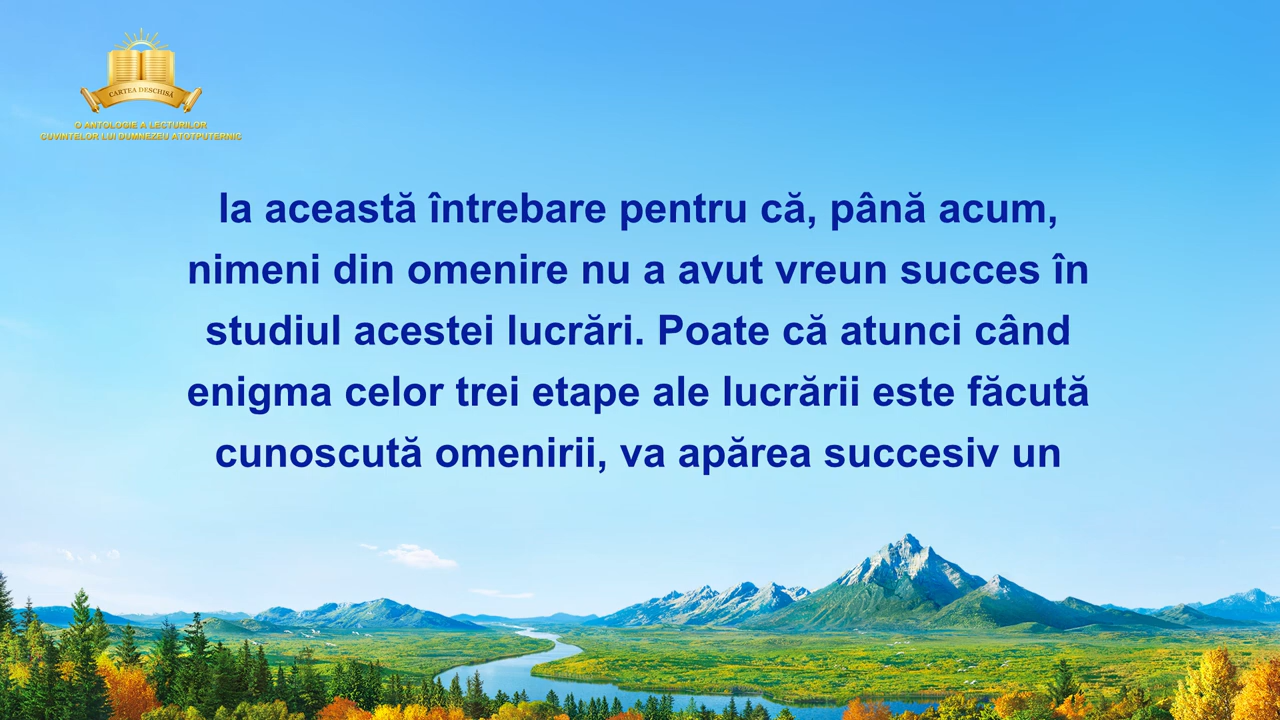 CARTEA DESCHISĂ
O ANTOLOGIE A LECTURILOR
CUVINTELOR LUI DUMNEZEU ATOTPUTERNIC
la această întrebare pentru că, până acum,
nimeni din omenire nu a avut vreun succes în
studiul acestei lucrări. Poate că atunci când
enigma celor trei etape ale lucrării este făcută
cunoscută omenirii, va apărea succesiv un